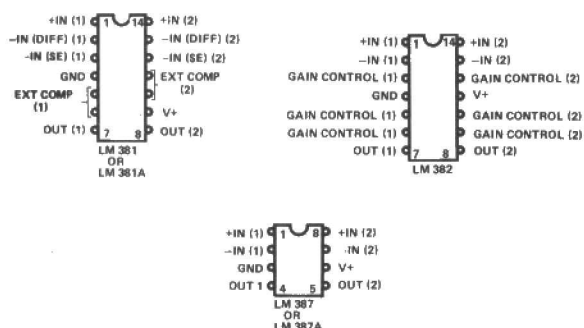 +IN (1) 1 14 +IN (2)
-IN (DIFF) (1) -IN (DIFF) (2)
-IN (SE) (1) -IN (SE) (2)
GND EXT COMP
(2)
EXT COMP
(1) V+
OUT (1) 7 8 OUT (2)
LM 381
OR
LM 381A
+IN (1) 1 14 +IN (2)
-IN (1) -IN (2)
GAIN CONTROL (1) GAIN CONTROL (2)
GND V+
GAIN CONTROL (1) GAIN CONTROL (2)
GAIN CONTROL (1) GAIN CONTROL (2)
OUT (1) 7 8 OUT (2)
LM 382
+IN (1) 1 8 +IN (2)
-IN (1) -IN (2)
GND V+
OUT 1 4 5 OUT (2)
LM 387
OR
LM 387A